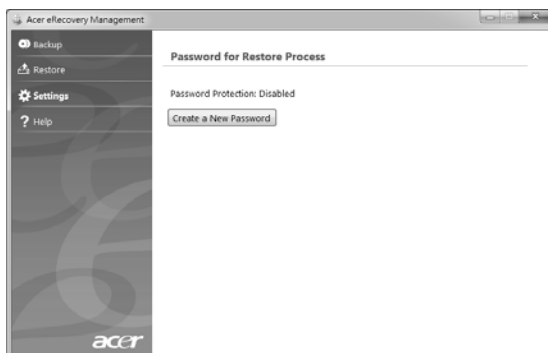 Acer eRecovery Management
Backup
Restore
Settings
? Help
Password for Restore Process
Password Protection: Disabled
Create a New Password
acer